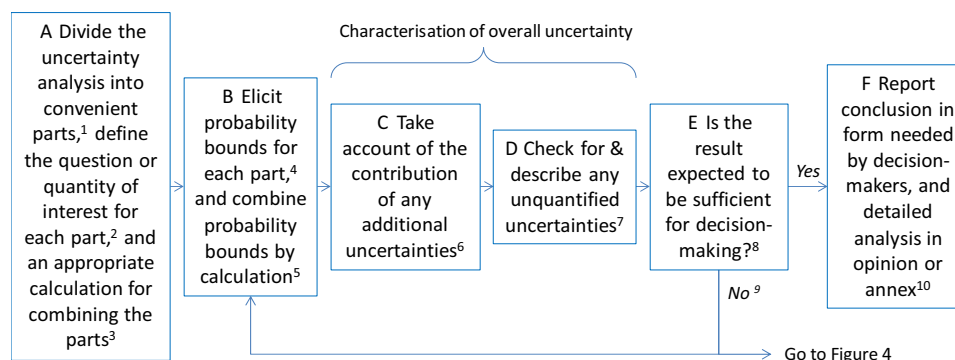 Characterisation of overall uncertainty
A Divide the
uncertainty
analysis into
convenient
parts,¹ define
the question or
quantity of
interest for
each part,² and
an appropriate
calculation for
combining the
parts³
B Elicit
probability
bounds for
each part,⁴
and combine
probability
bounds by
calculation⁵
C Take
account of the
contribution
of any
additional
uncertainties⁶
D Check for &
describe any
unquantified
uncertainties⁷
E Is the
result
expected to
be sufficient
for decision-
making?⁸
Yes
No ⁹
F Report
conclusion in
form needed
by decision-
makers, and
detailed
analysis in
opinion or
annex¹⁰
Go to Figure 4